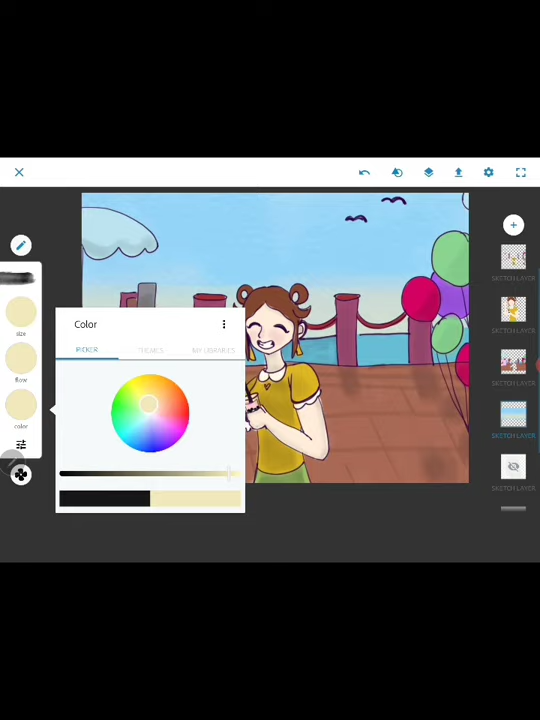 Color
PICKER
THEMES
MY LIBRARIES
size
flow
color
SKETCH LAYER
SKETCH LAYER
SKETCH LAYER
SKETCH LAYER
SKETCH LAYER